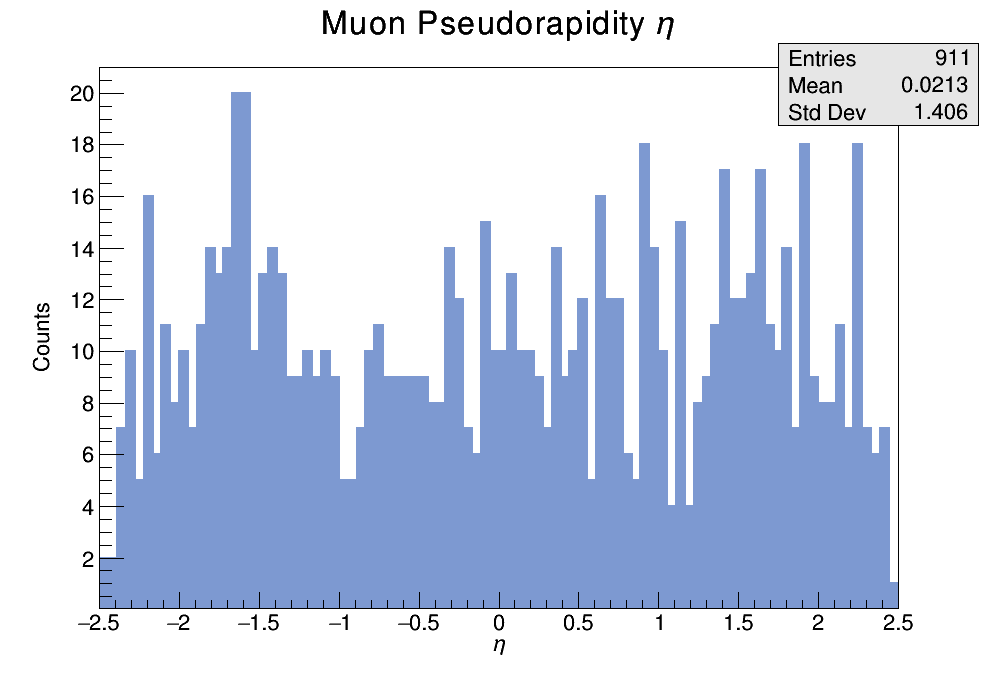 Muon Pseudorapidity η
Entries 911
Mean 0.0213
Std Dev 1.406
20
18
16
14
12
10
8
6
4
2
Counts
−2.5 −2 −1.5 −1 −0.5 0 0.5 1 1.5 2 2.5
η